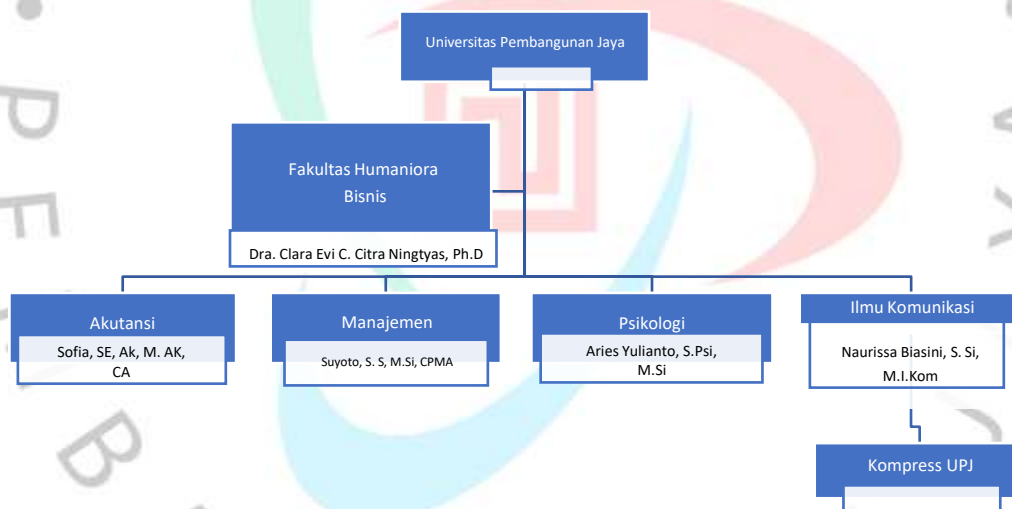 Universitas Pembangunan Jaya
Fakultas Humaniora
Bisnis
Dra. Clara Evi C. Citra Ningtyas, Ph.D
Akutansi
Sofia, SE, Ak, M. AK,
CA
Manajemen
Suyoto, S. S, M.Si, CPMA
Psikologi
Aries Yulianto, S.Psi,
M.Si
Ilmu Komunikasi
Naurissa Biasini, S. Si,
M.I.Kom
Kompress UPJ